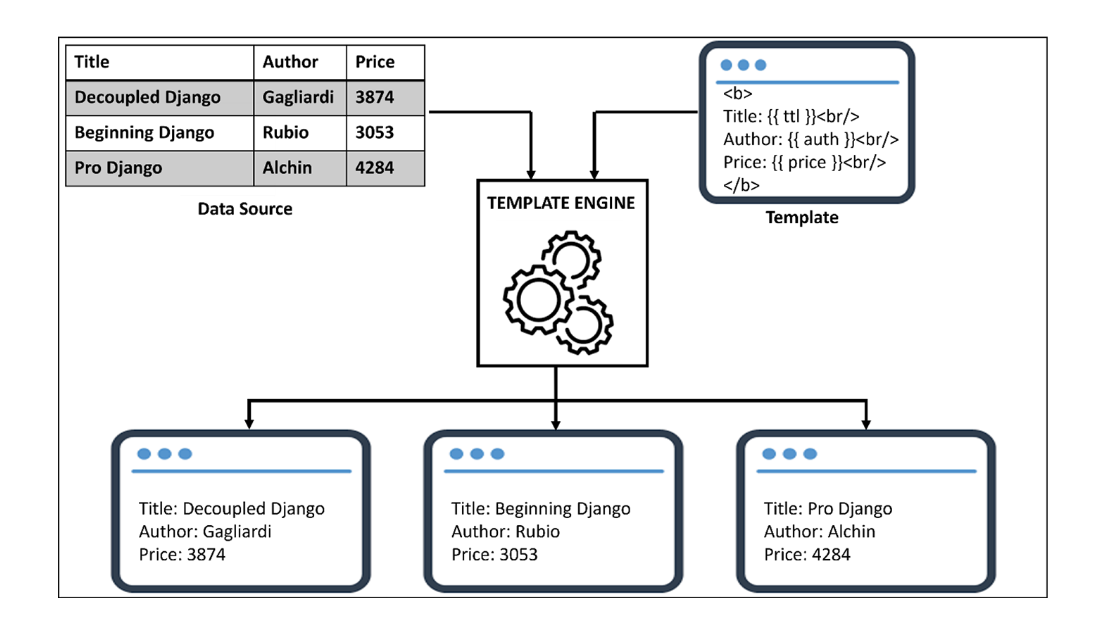 Title Author Price
Decoupled Django Gagliardi 3874
Beginning Django Rubio 3053
Pro Django Alchin 4284
Data Source
<b>
Title: {{ ttl }}<br/>
Author: {{ auth }}<br/>
Price: {{ price }}<br/>
</b>
Template
TEMPLATE ENGINE
Title: Decoupled Django
Author: Gagliardi
Price: 3874
Title: Beginning Django
Author: Rubio
Price: 3053
Title: Pro Django
Author: Alchin
Price: 4284